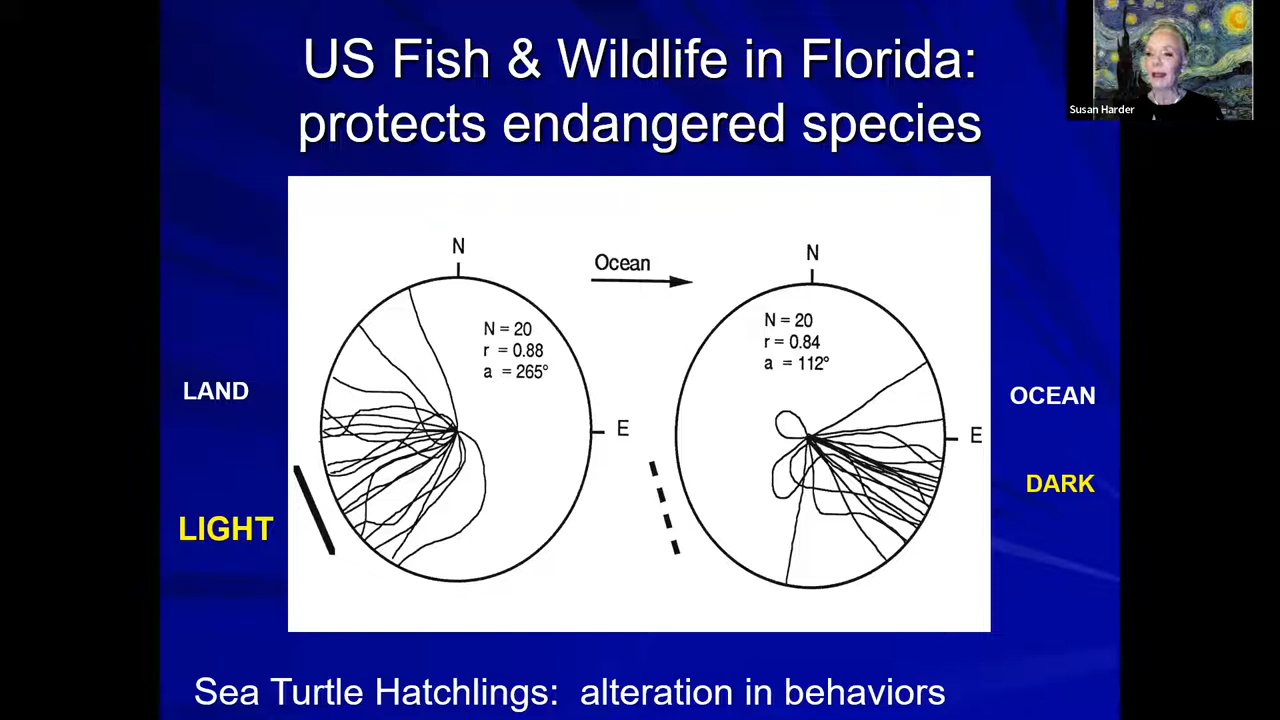 US Fish & Wildlife in Florida:
protects endangered species
Susan Harder
N
Ocean
N
N = 20
r = 0.88
a = 265°
N = 20
r = 0.84
a = 112°
LAND
OCEAN
E
E
DARK
LIGHT
Sea Turtle Hatchlings: alteration in behaviors